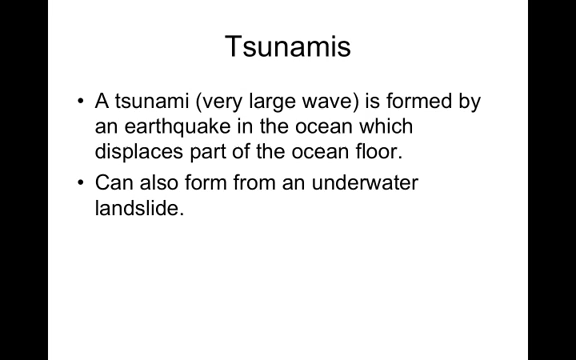 Tsunamis
• A tsunami (very large wave) is formed by
an earthquake in the ocean which
displaces part of the ocean floor.
• Can also form from an underwater
landslide.